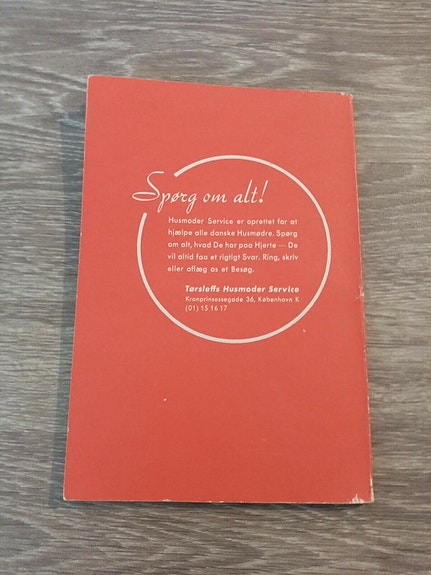 Spørg om alt!
Husmoder Service er oprettet for at
hjælpe alle danske Husmødre. Spørg
om alt, hvad De har paa Hjerte — De
vil altid faa et rigtigt Svar. Ring, skriv
eller aflæg os et Besøg.
Tørsleffs Husmoder Service
Kronprinsessegade 36, København K
(01) 15 16 17